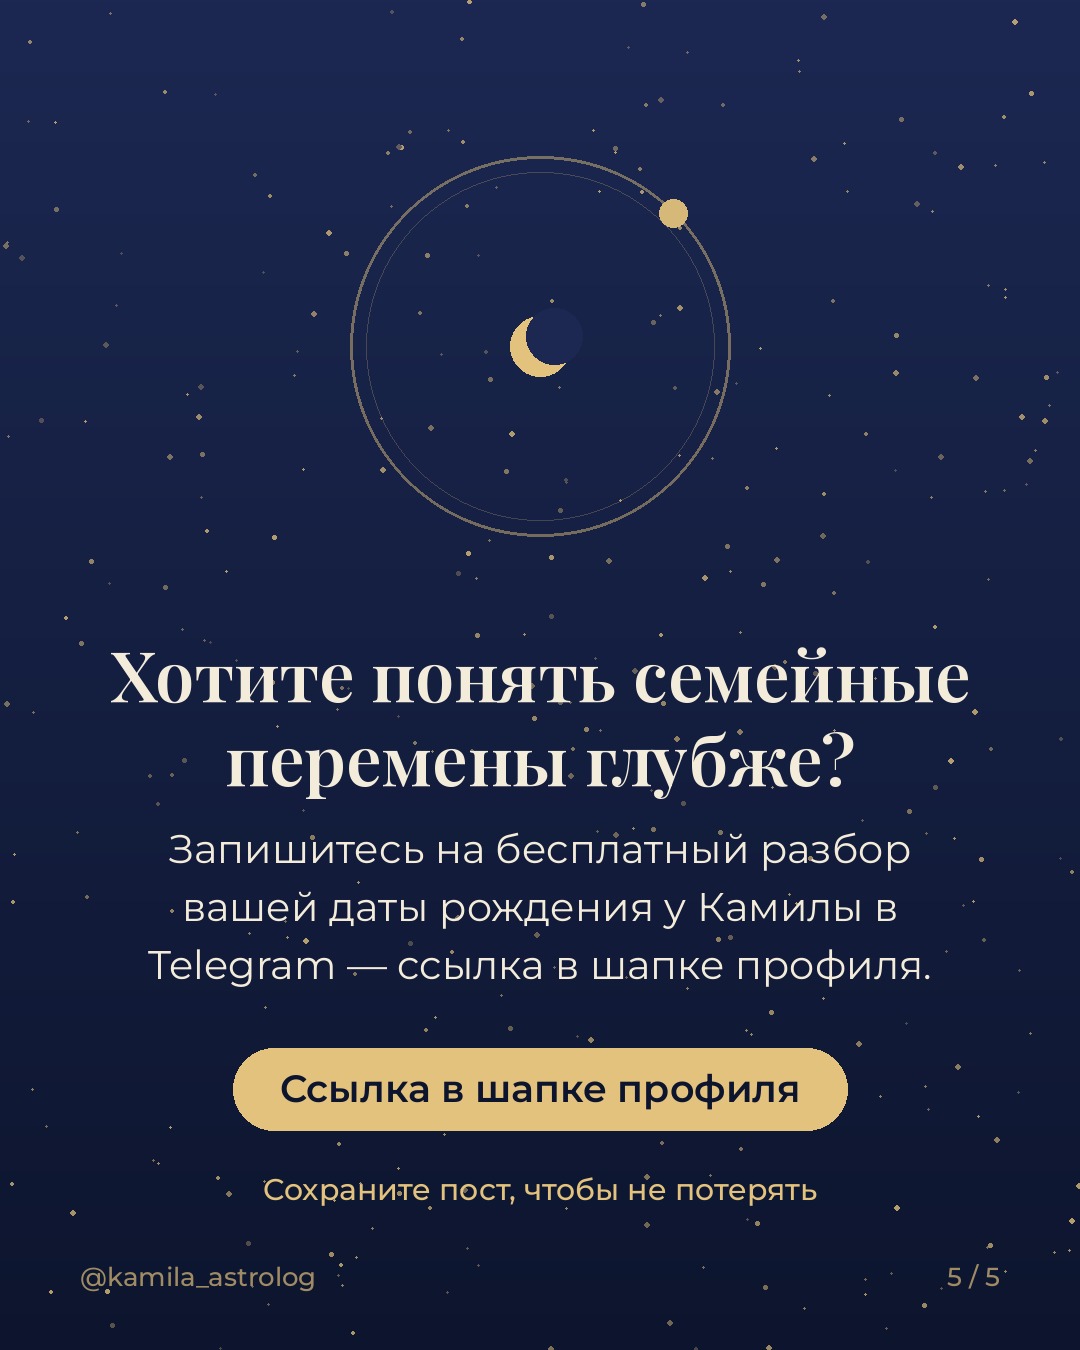 Хотите понять семейные
перемены глубже?
Запишитесь на бесплатный разбор
вашей даты рождения у Камилы в
Telegram — ссылка в шапке профиля.
Ссылка в шапке профиля
Сохраните пост, чтобы не потерять
@kamila_astrolog
5 / 5